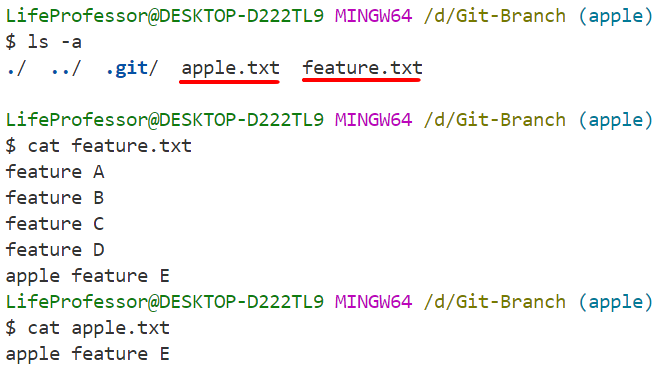 LifeProfessor@DESKTOP-D222TL9 MINGW64 /d/Git-Branch (apple)
$ ls -a
./  ../  .git/  apple.txt  feature.txt

LifeProfessor@DESKTOP-D222TL9 MINGW64 /d/Git-Branch (apple)
$ cat feature.txt
feature A
feature B
feature C
feature D
apple feature E
LifeProfessor@DESKTOP-D222TL9 MINGW64 /d/Git-Branch (apple)
$ cat apple.txt
apple feature E